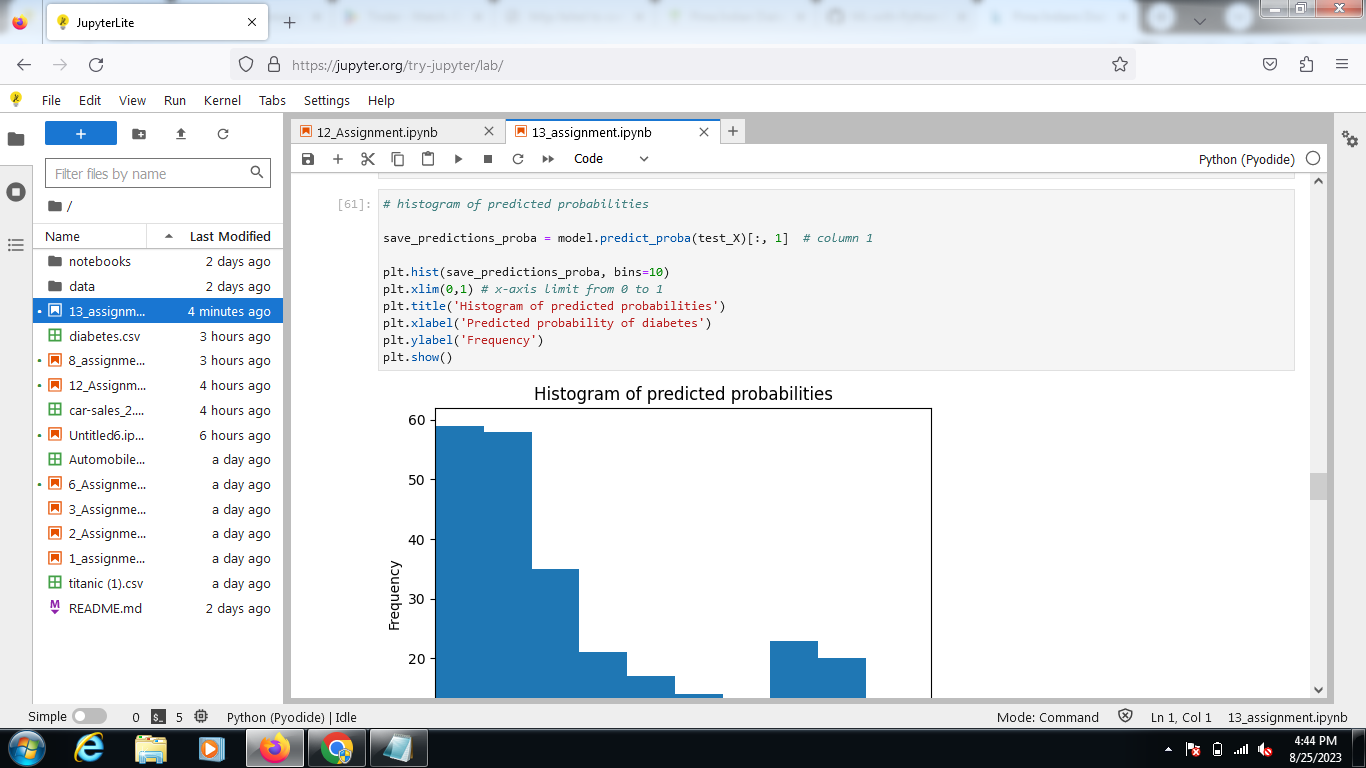 JupyterLite
https://jupyter.org/try-jupyter/lab/
File Edit View Run Kernel Tabs Settings Help
12_Assignment.ipynb
13_assignment.ipynb
Code
Python (Pyodide)
Filter files by name
/
Name Last Modified
notebooks 2 days ago
data 2 days ago
13_assignm... 4 minutes ago
diabetes.csv 3 hours ago
8_assignme... 3 hours ago
12_Assignm... 4 hours ago
car-sales_2.... 4 hours ago
Untitled6.ip... 6 hours ago
Automobile... a day ago
6_Assignme... a day ago
3_Assignme... a day ago
2_Assignme... a day ago
1_assignme... a day ago
titanic (1).csv a day ago
README.md 2 days ago
[61]:
# histogram of predicted probabilities
save_predictions_proba = model.predict_proba(test_X)[:, 1]  # column 1
plt.hist(save_predictions_proba, bins=10)
plt.xlim(0,1) # x-axis limit from 0 to 1
plt.title('Histogram of predicted probabilities')
plt.xlabel('Predicted probability of diabetes')
plt.ylabel('Frequency')
plt.show()
Histogram of predicted probabilities
60
50
40
30
20
Frequency
Simple 0 5 Python (Pyodide) | Idle
Mode: Command Ln 1, Col 1 13_assignment.ipynb
4:44 PM
8/25/2023